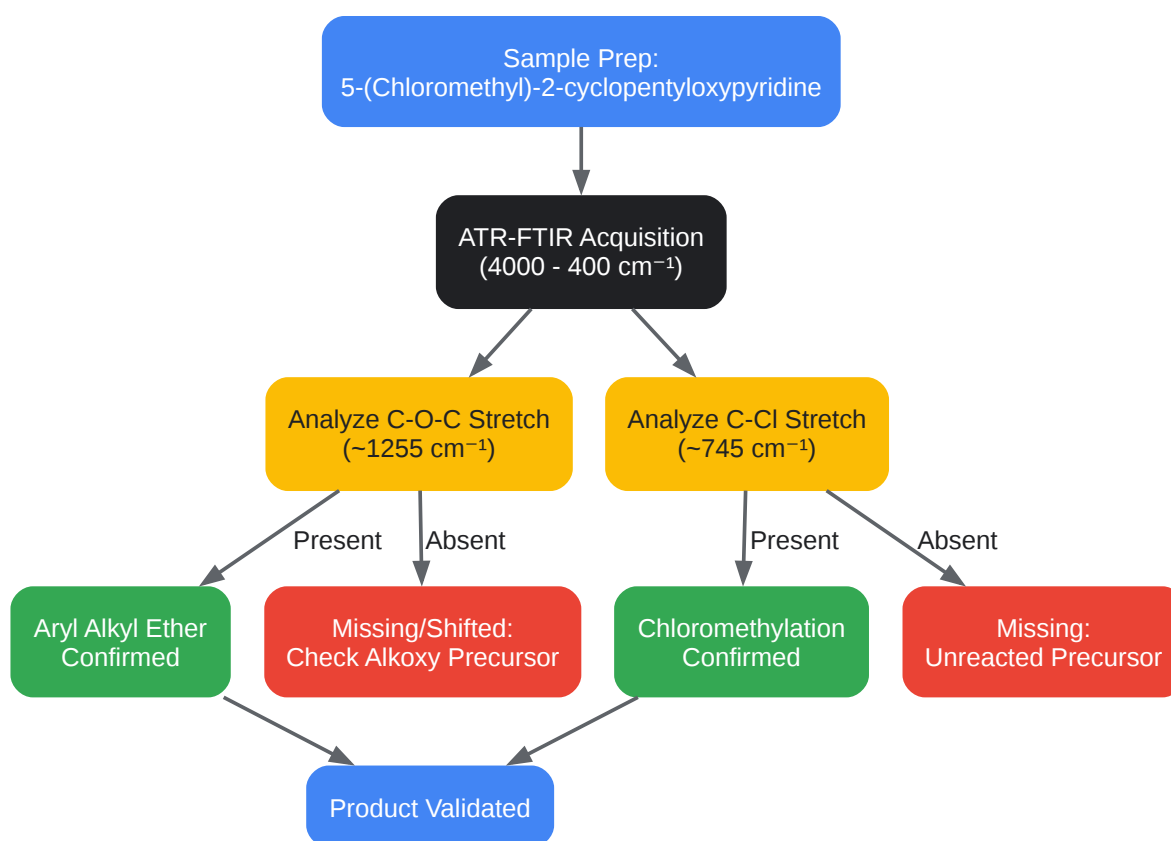 Sample Prep:
5-(Chloromethyl)-2-cyclopentyloxypyridine
ATR-FTIR Acquisition
(4000 - 400 cm⁻¹)
Analyze C-O-C Stretch
(~1255 cm⁻¹)
Analyze C-Cl Stretch
(~745 cm⁻¹)
Present
Absent
Present
Absent
Aryl Alkyl Ether
Confirmed
Missing/Shifted:
Check Alkoxy Precursor
Chloromethylation
Confirmed
Missing:
Unreacted Precursor
Product Validated